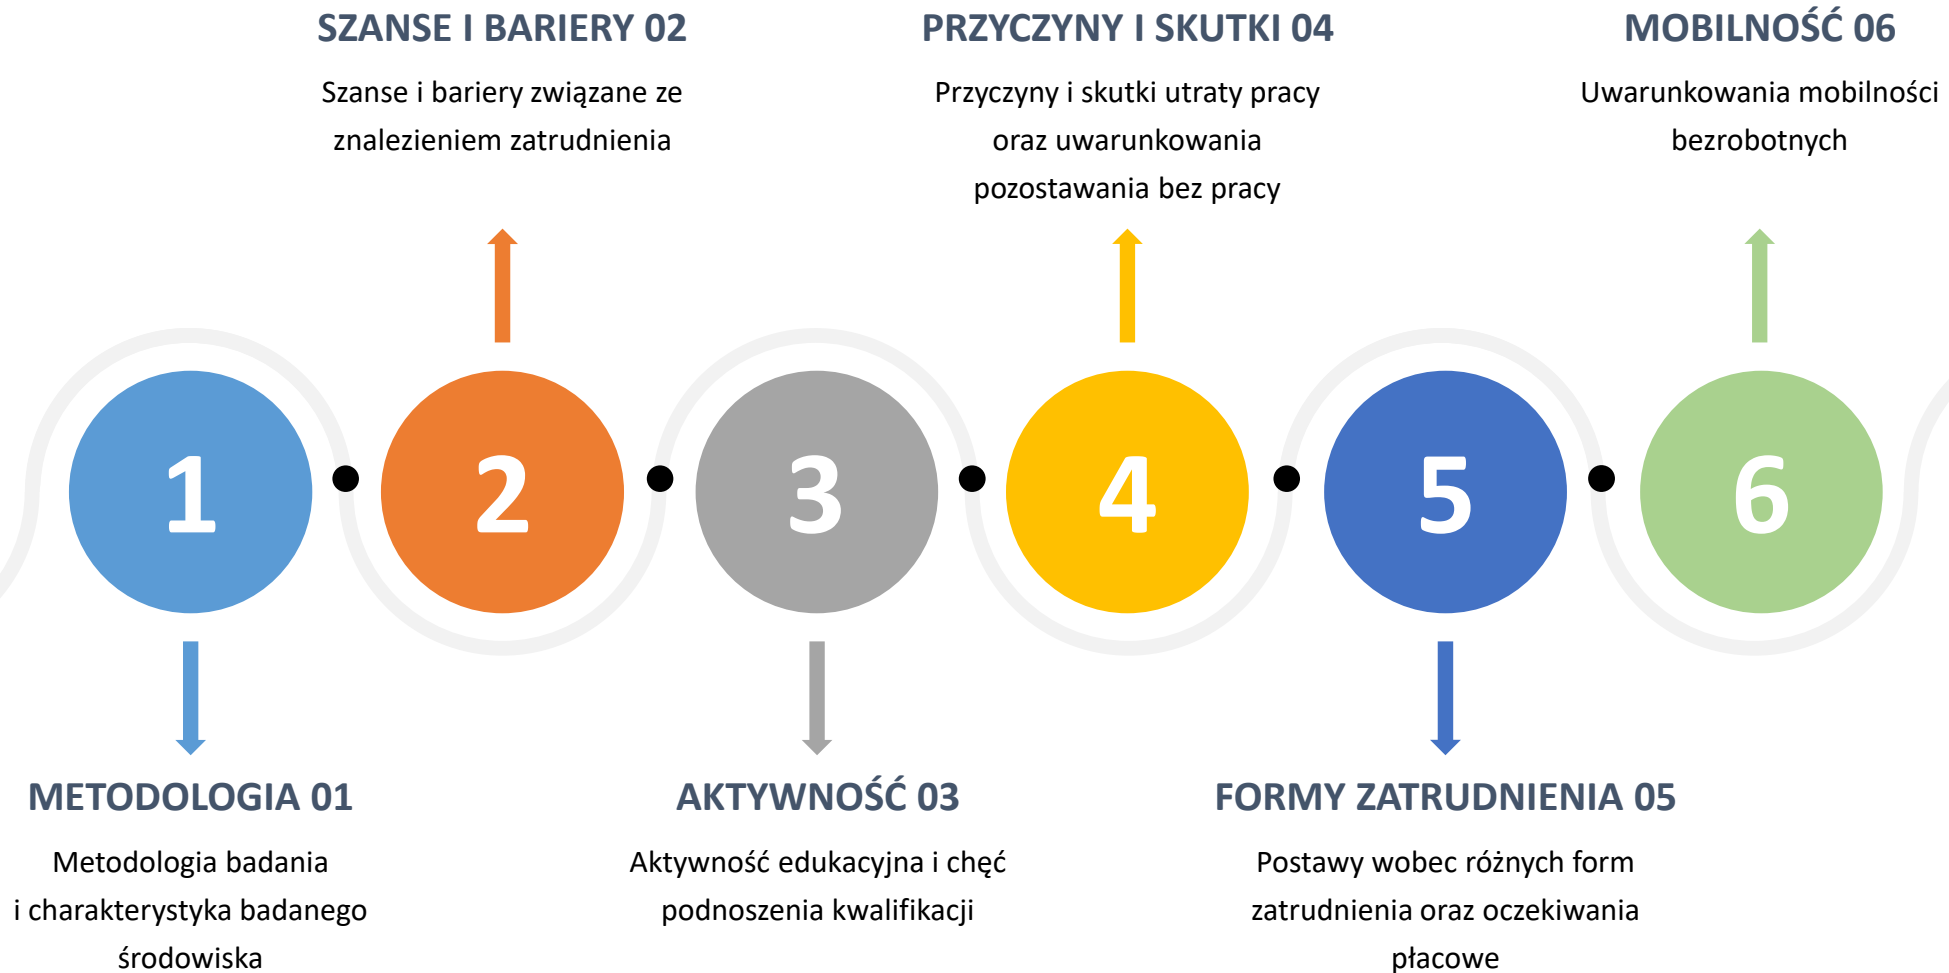 SZANSE I BARIERY 02
Szanse i bariery związane ze
znalezieniem zatrudnienia
PRZYCZYNY I SKUTKI 04
Przyczyny i skutki utraty pracy
oraz uwarunkowania
pozostawania bez pracy
MOBILNOŚĆ 06
Uwarunkowania mobilności
bezrobotnych
1
2
3
4
5
6
METODOLOGIA 01
Metodologia badania
i charakterystyka badanego
środowiska
AKTYWNOŚĆ 03
Aktywność edukacyjna i chęć
podnoszenia kwalifikacji
FORMY ZATRUDNIENIA 05
Postawy wobec różnych form
zatrudnienia oraz oczekiwania
płacowe